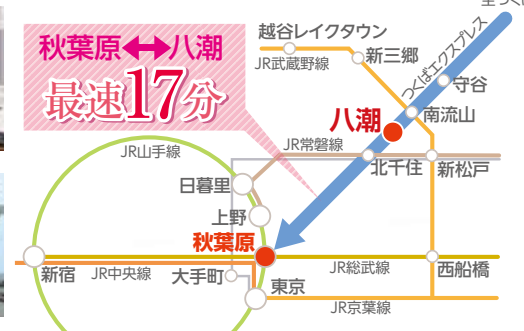 至つく
秋葉原⟷八潮
最速17分
越谷レイクタウン
JR武蔵野線
新三郷
つくばエクスプレス
守谷
南流山
八潮
JR常磐線
北千住
新松戸
JR山手線
日暮里
上野
秋葉原
新宿
JR中央線
大手町
東京
JR総武線
西船橋
JR京葉線